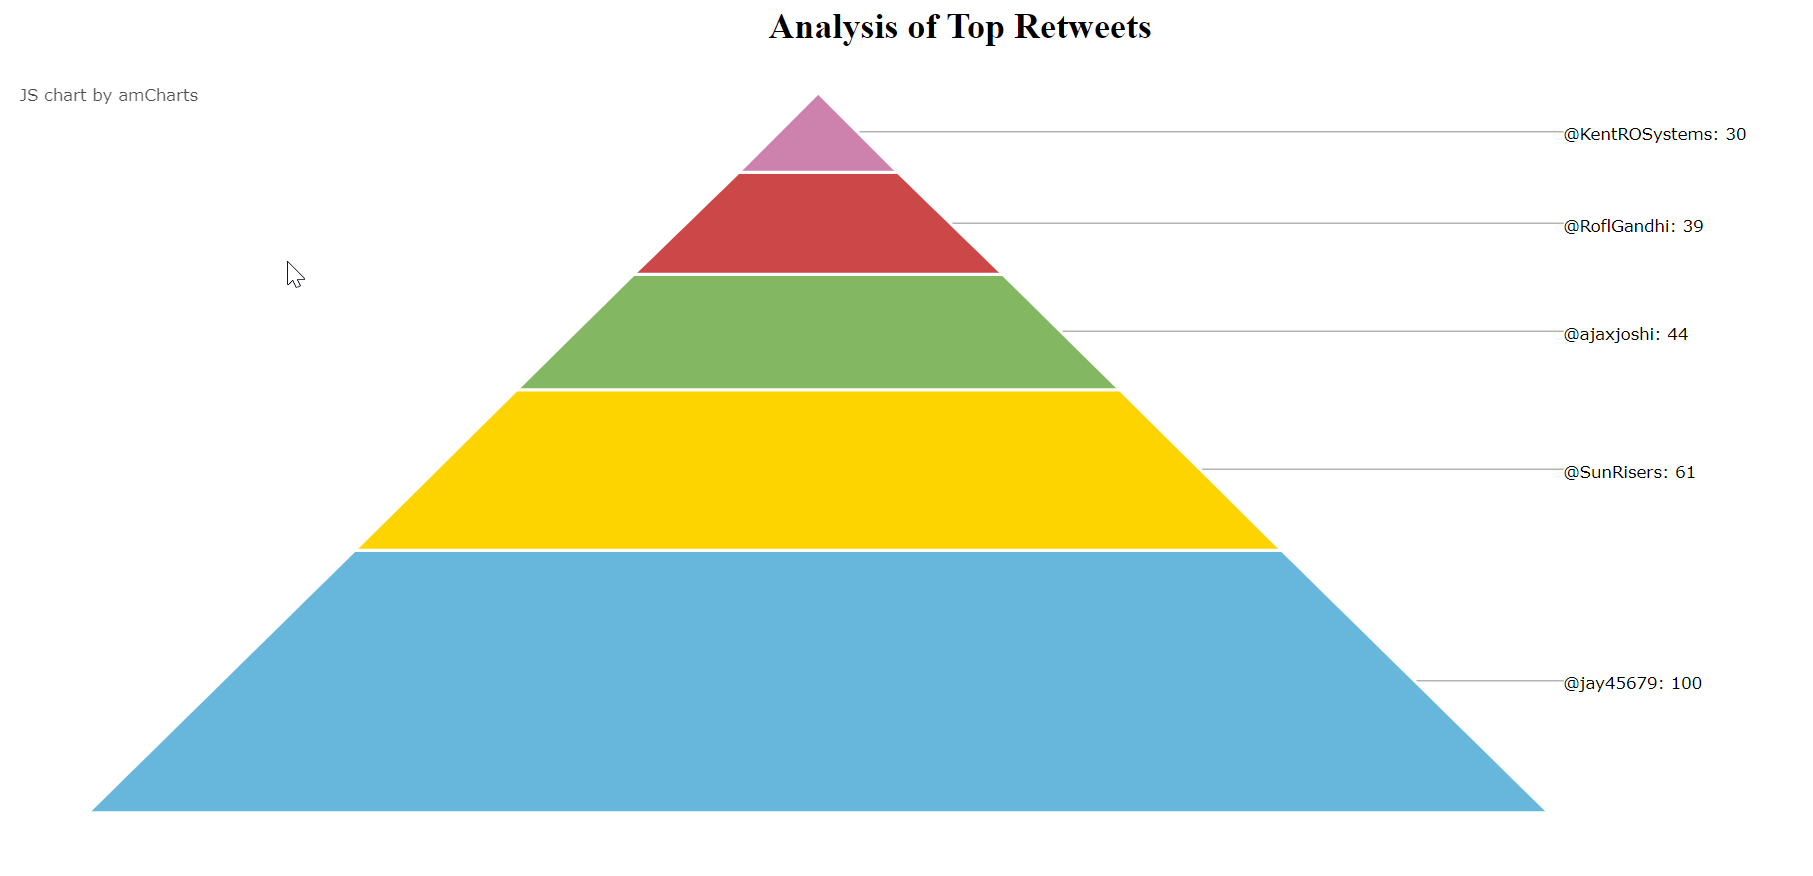 Analysis of Top Retweets
JS chart by amCharts
@KentROSystems: 30
@RoflGandhi: 39
@ajaxjoshi: 44
@SunRisers: 61
@jay45679: 100